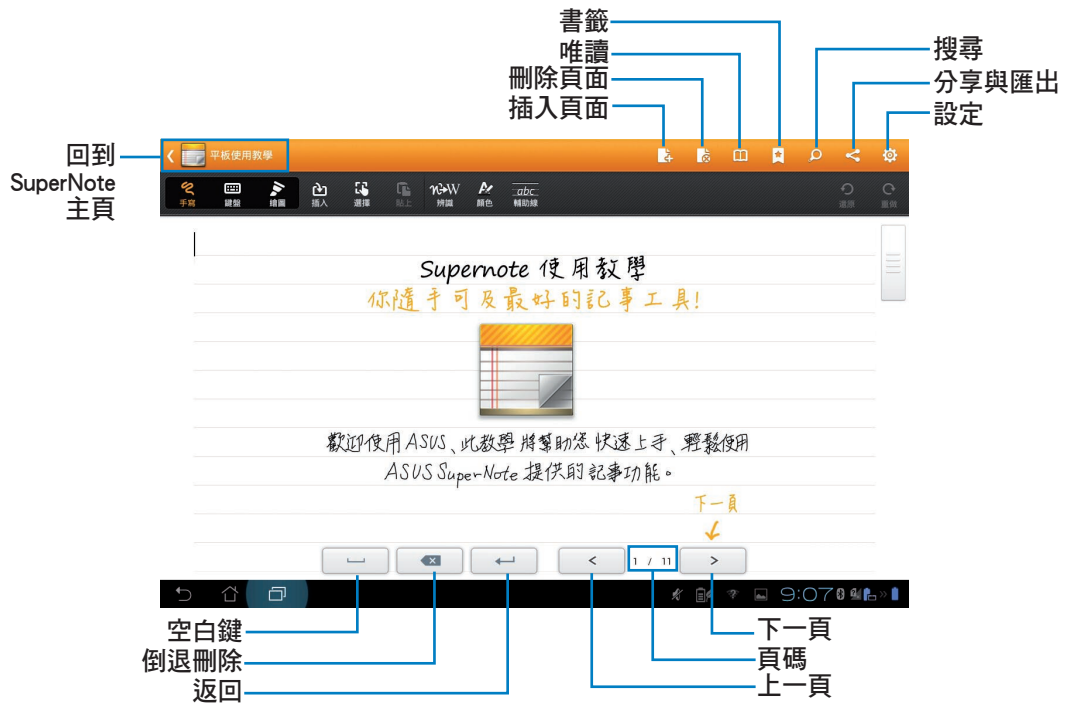 書籤
唯讀
刪除頁面
插入頁面
搜尋
分享與匯出
設定
回到
SuperNote
主頁
平板使用教學
手寫 鍵盤 繪圖 插入 選擇 貼上 辨識 顏色 輔助線 還原 重做
n W A abc
Supernote 使用教學
你隨手可及最好的記事工具!
歡迎使用ASUS、此教學將幫助您快速上手、輕鬆使用
ASUS SuperNote 提供的記事功能。
下一頁
1 / 11
9:07
空白鍵
倒退刪除
返回
下一頁
頁碼
上一頁